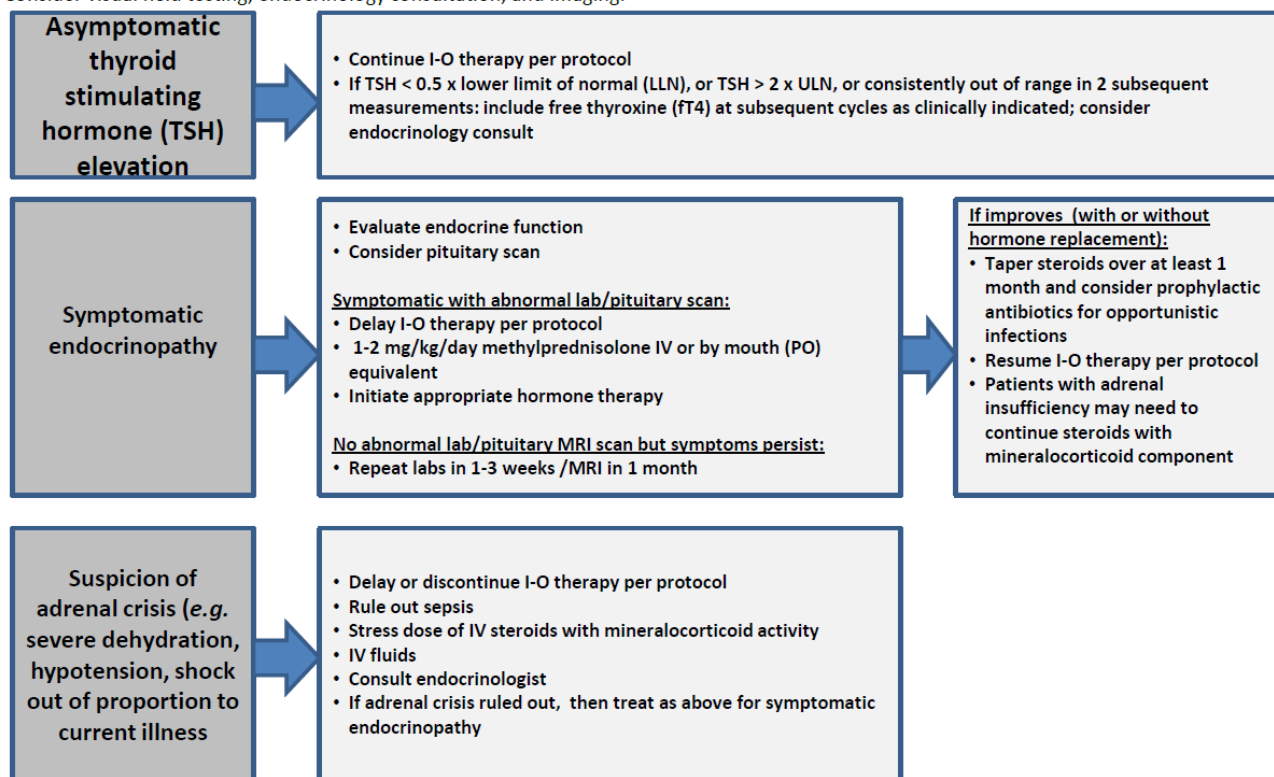 Consider visual field testing, endocrinology consultation, and imaging.
Asymptomatic
thyroid
stimulating
hormone (TSH)
elevation
• Continue I-O therapy per protocol
• If TSH < 0.5 x lower limit of normal (LLN), or TSH > 2 x ULN, or consistently out of range in 2 subsequent
measurements: include free thyroxine (fT4) at subsequent cycles as clinically indicated; consider
endocrinology consult
Symptomatic
endocrinopathy
• Evaluate endocrine function
• Consider pituitary scan
Symptomatic with abnormal lab/pituitary scan:
• Delay I-O therapy per protocol
• 1-2 mg/kg/day methylprednisolone IV or by mouth (PO)
equivalent
• Initiate appropriate hormone therapy
No abnormal lab/pituitary MRI scan but symptoms persist:
• Repeat labs in 1-3 weeks /MRI in 1 month
If improves (with or without
hormone replacement):
• Taper steroids over at least 1
month and consider prophylactic
antibiotics for opportunistic
infections
• Resume I-O therapy per protocol
• Patients with adrenal
insufficiency may need to
continue steroids with
mineralocorticoid component
Suspicion of
adrenal crisis (e.g.
severe dehydration,
hypotension, shock
out of proportion to
current illness
• Delay or discontinue I-O therapy per protocol
• Rule out sepsis
• Stress dose of IV steroids with mineralocorticoid activity
• IV fluids
• Consult endocrinologist
• If adrenal crisis ruled out, then treat as above for symptomatic
endocrinopathy